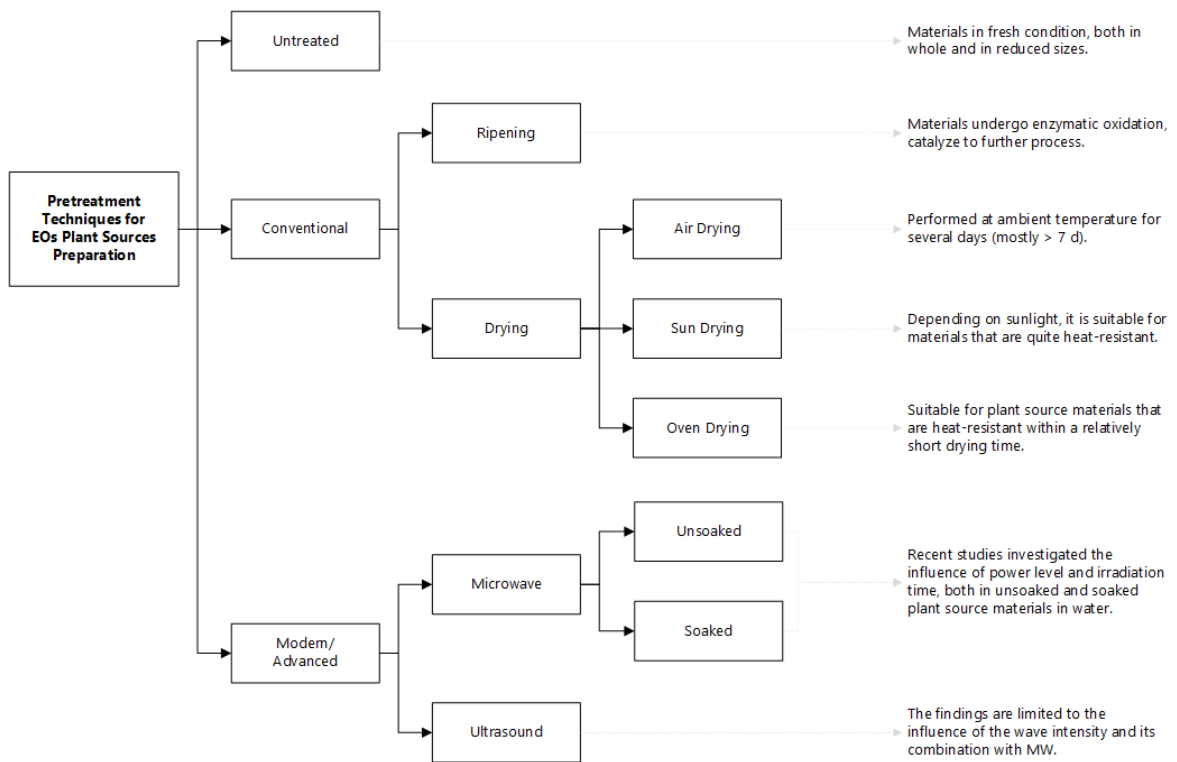 Untreated
Materials in fresh condition, both in
whole and in reduced sizes.
Ripening
Materials undergo enzymatic oxidation,
catalyze to further process.
Pretreatment
Techniques for
EOs Plant Sources
Preparation
Conventional
Air Drying
Performed at ambient temperature for
several days (mostly > 7 d).
Drying
Sun Drying
Depending on sunlight, it is suitable for
materials that are quite heat-resistant.
Oven Drying
Suitable for plant source materials that
are heat-resistant within a relatively
short drying time.
Unsoaked
Microwave
Recent studies investigated the
influence of power level and irradiation
time, both in unsoaked and soaked
plant source materials in water.
Soaked
Modern/
Advanced
Ultrasound
The findings are limited to the
influence of the wave intensity and its
combination with MW.